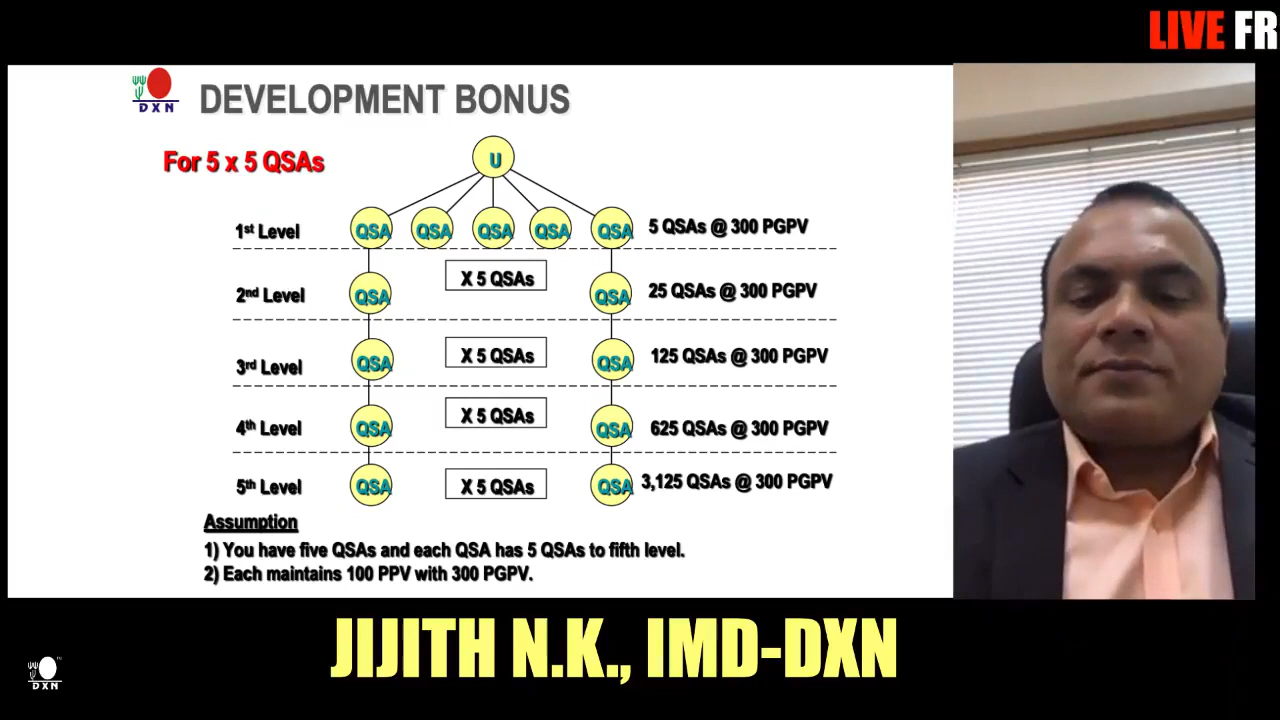 LIVE FR
DXN
DEVELOPMENT BONUS
For 5 x 5 QSAs
U
1st Level
QSA QSA QSA QSA QSA
5 QSAs @ 300 PGPV
X 5 QSAs
2nd Level
QSA QSA
25 QSAs @ 300 PGPV
X 5 QSAs
3rd Level
QSA QSA
125 QSAs @ 300 PGPV
X 5 QSAs
4th Level
QSA QSA
625 QSAs @ 300 PGPV
5th Level
QSA X 5 QSAs QSA
3,125 QSAs @ 300 PGPV
Assumption
1) You have five QSAs and each QSA has 5 QSAs to fifth level.
2) Each maintains 100 PPV with 300 PGPV.
JIJITH N.K., IMD-DXN
DXN
TM